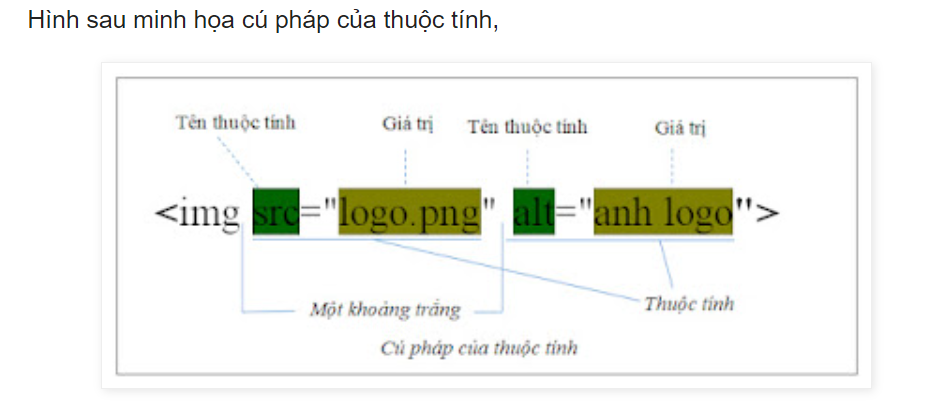 Hình sau minh họa cú pháp của thuộc tính,
Tên thuộc tính Giá trị Tên thuộc tính Giá trị
<img src="logo.png" alt="anh logo">
Một khoảng trắng Thuộc tính
Cú pháp của thuộc tính